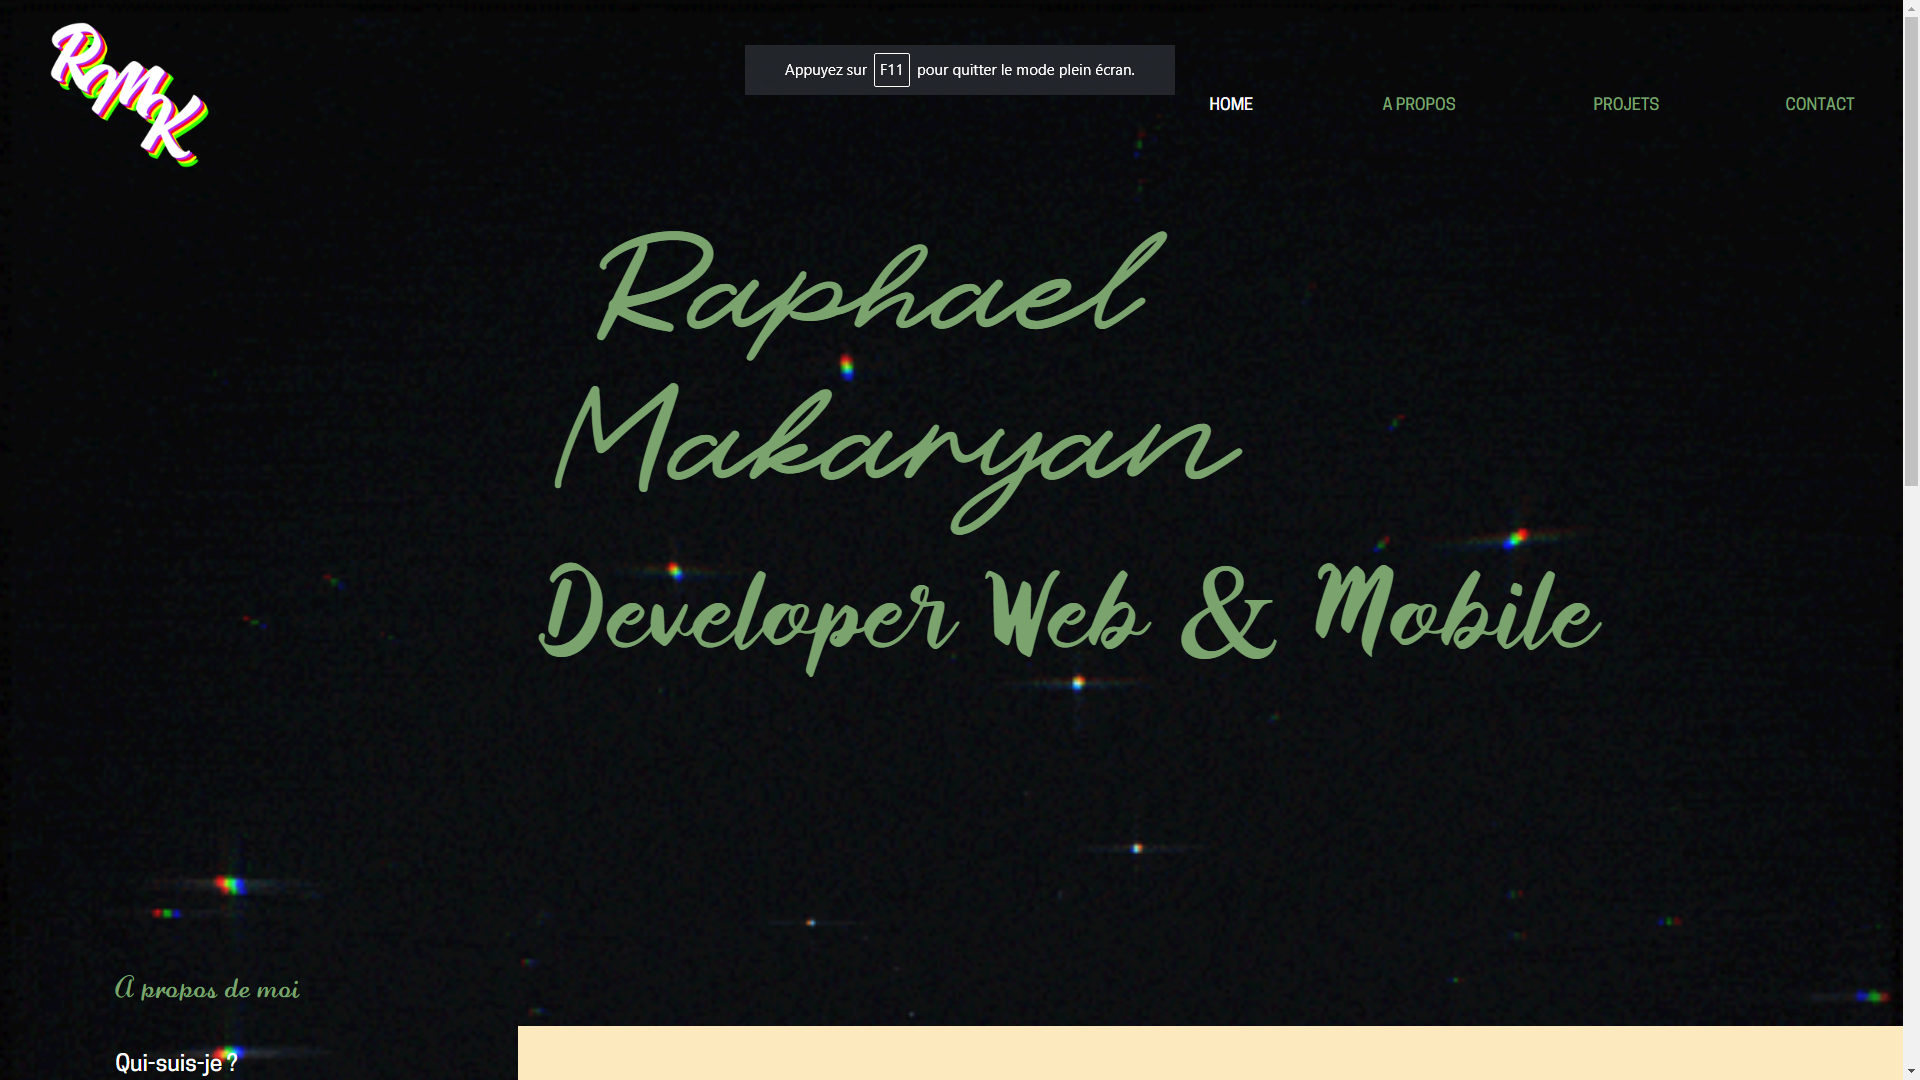 RaMaK
Appuyez sur F11 pour quitter le mode plein écran.
HOME
A PROPOS
PROJETS
CONTACT
Raphael
Makaryan
Developer Web & Mobile
A propos de moi
Qui-suis-je ?